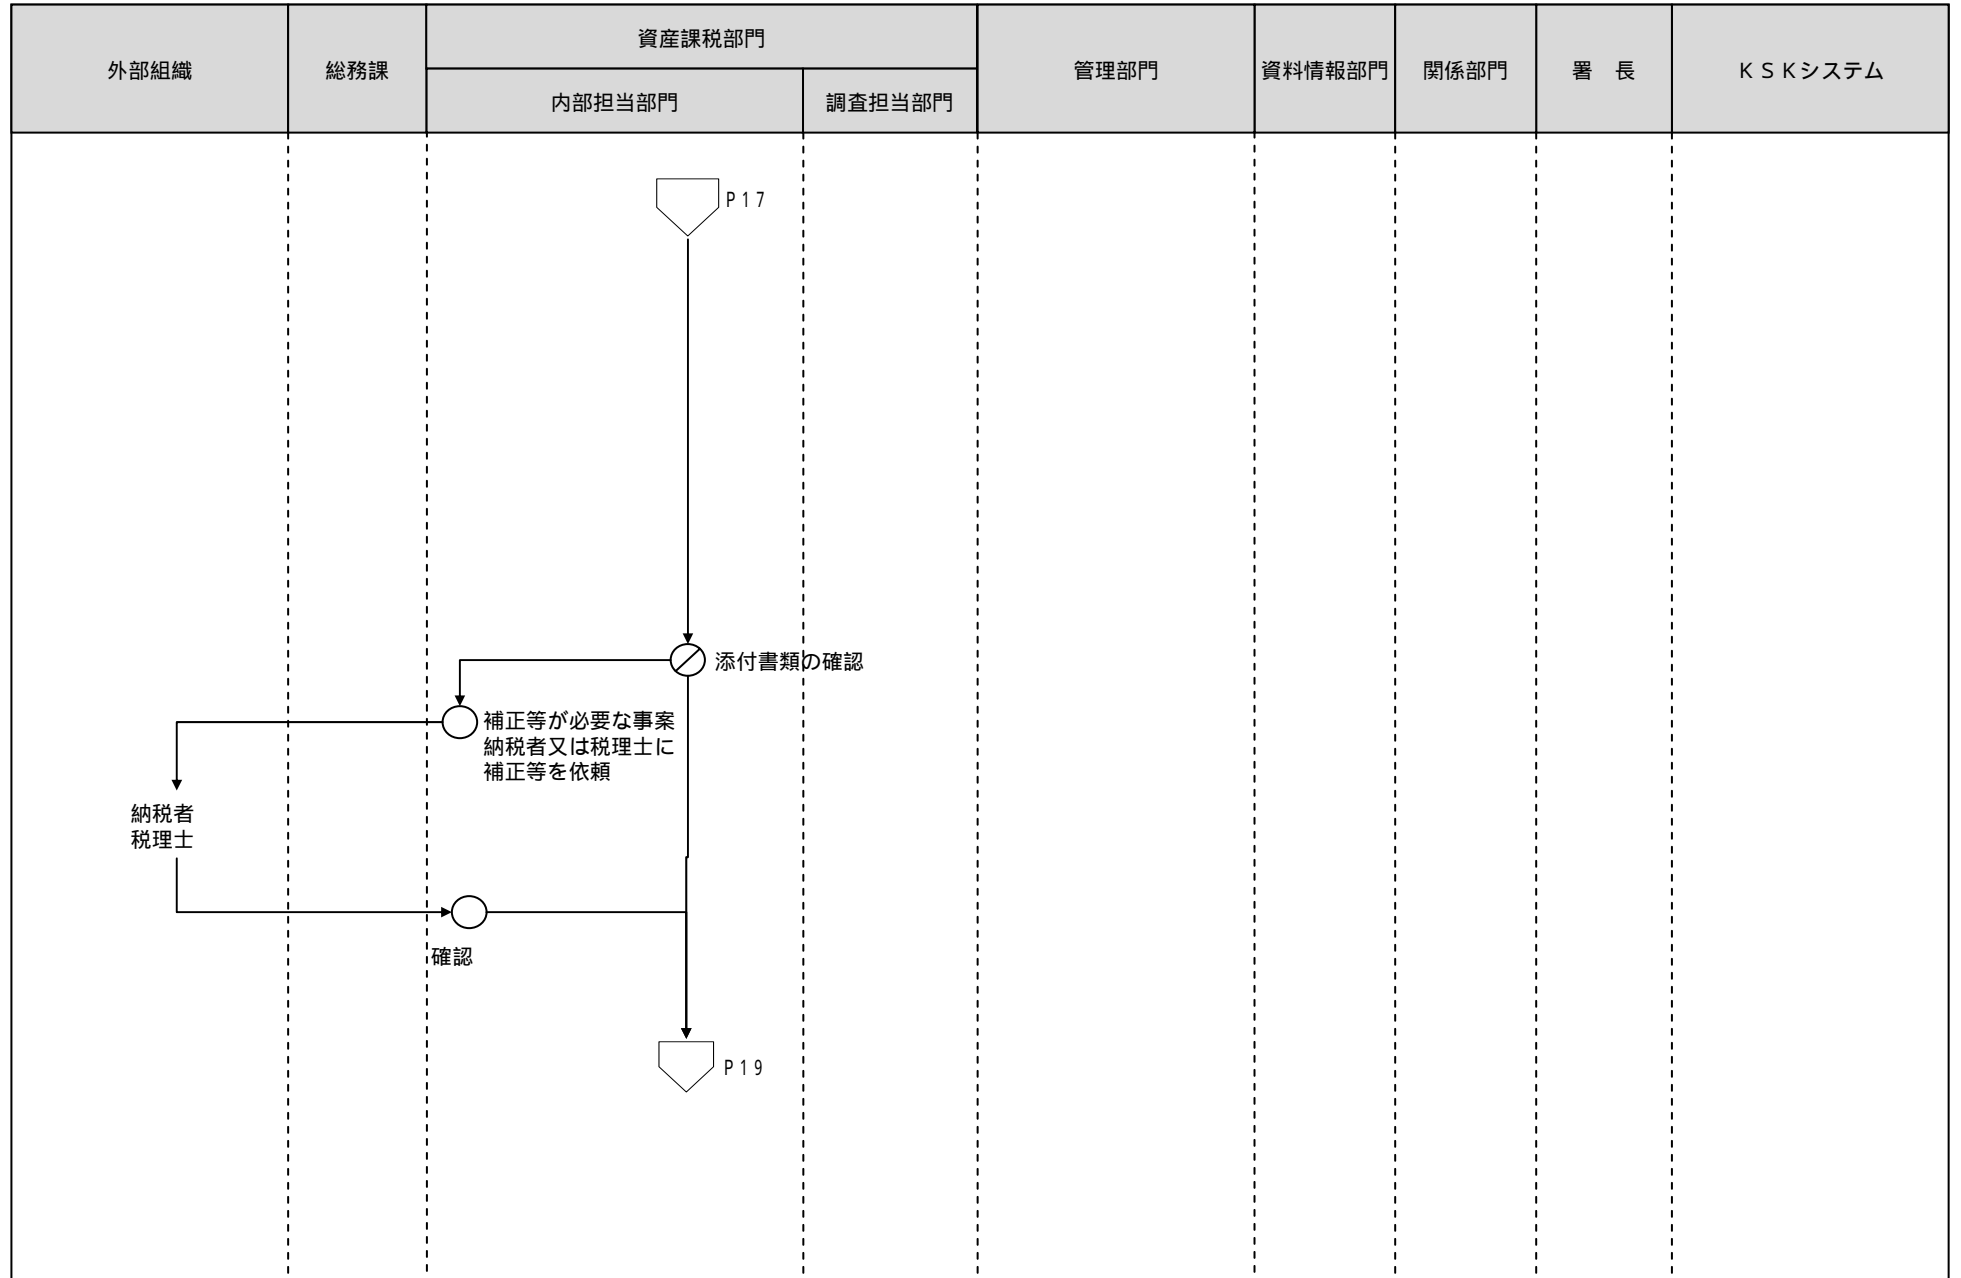 外部組織
総務課
資産課税部門
内部担当部門
調査担当部門
管理部門
資料情報部門
関係部門
署　長
ＫＳＫシステム
Ｐ１７
添付書類の確認
補正等が必要な事案
納税者又は税理士に
補正等を依頼
納税者
税理士
確認
Ｐ１９